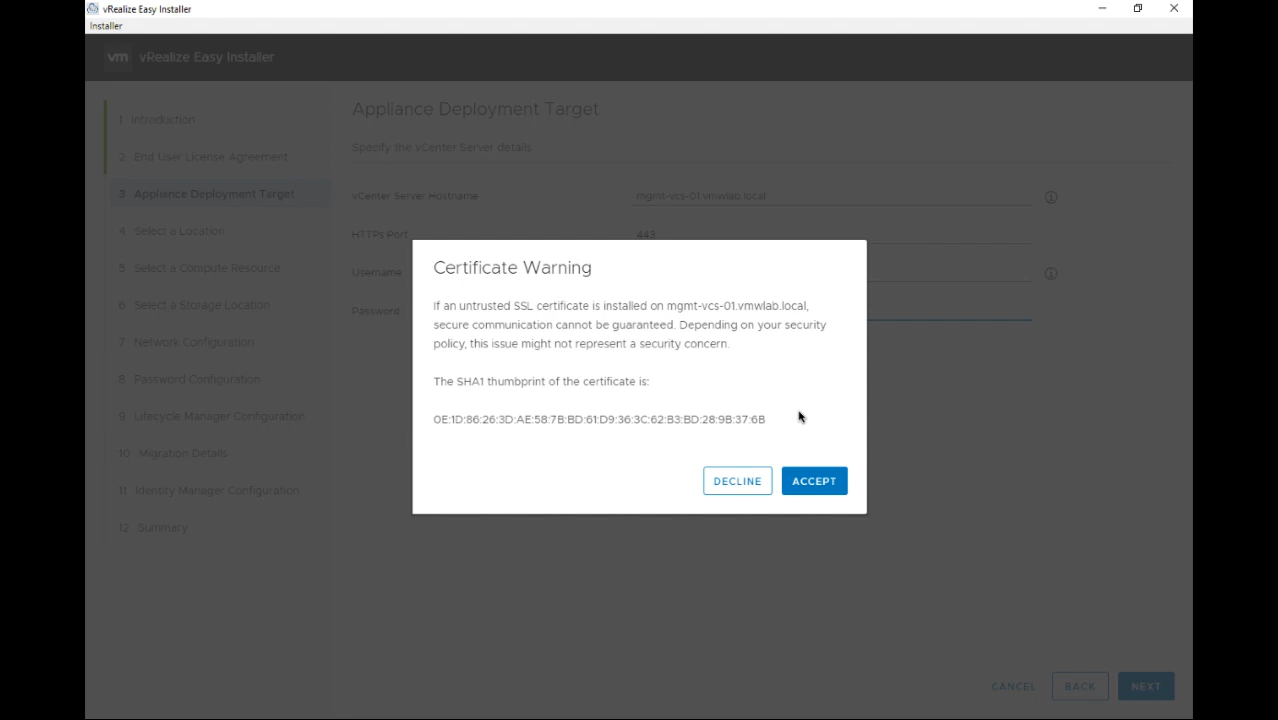 vRealize Easy Installer
Installer
vm vRealize Easy Installer
1 Introduction
2 End User License Agreement
3 Appliance Deployment Target
4 Select a Location
5 Select a Compute Resource
6 Select a Storage Location
7 Network Configuration
8 Password Configuration
9 Lifecycle Manager Configuration
10 Migration Details
11 Identity Manager Configuration
12 Summary
Appliance Deployment Target
Specify the vCenter Server details
vCenter Server Hostname mgmt-vcs-01.vmwlab.local
HTTPs Port 443
Username
Password
Certificate Warning
If an untrusted SSL certificate is installed on mgmt-vcs-01.vmwlab.local,
secure communication cannot be guaranteed. Depending on your security
policy, this issue might not represent a security concern.
The SHA1 thumbprint of the certificate is:
0E:1D:86:26:3D:AE:58:7B:BD:61:D9:36:3C:62:B3:BD:28:9B:37:6B
DECLINE ACCEPT
CANCEL BACK NEXT